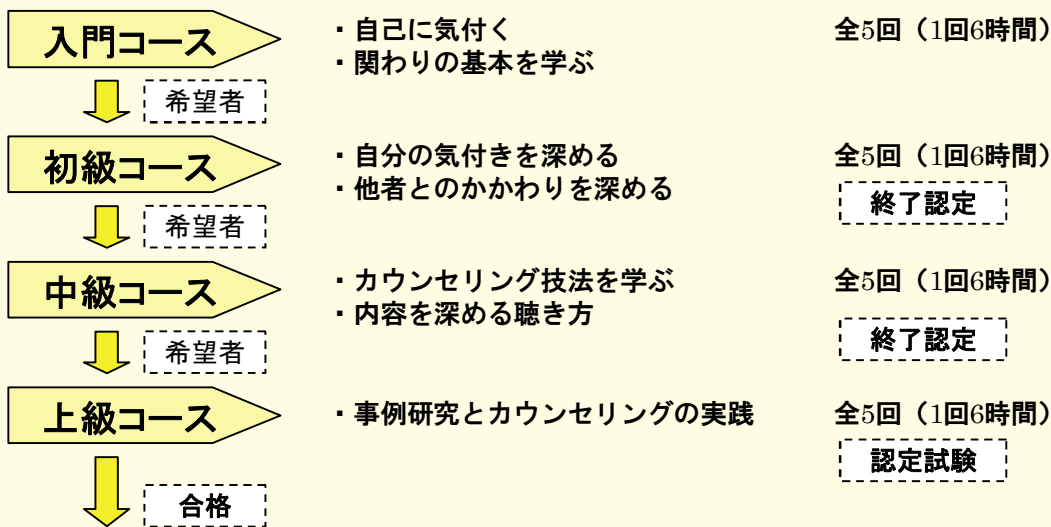 入門コース
・自己に気付く
・関わりの基本を学ぶ
全5回（1回6時間）
希望者
初級コース
・自分の気付きを深める
・他者とのかかわりを深める
全5回（1回6時間）
終了認定
希望者
中級コース
・カウンセリング技法を学ぶ
・内容を深める聴き方
全5回（1回6時間）
終了認定
希望者
上級コース
・事例研究とカウンセリングの実践
全5回（1回6時間）
認定試験
合格